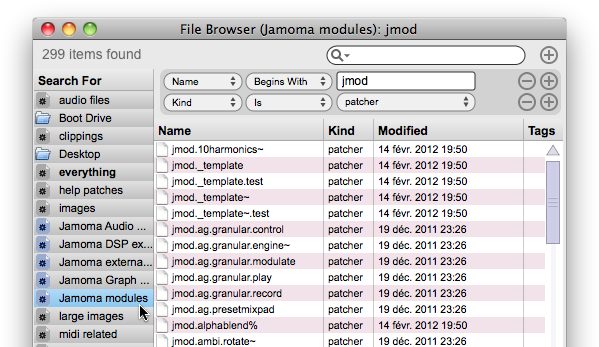 File Browser (Jamoma modules): jmod
299 items found
Search For
audio files
Boot Drive
clippings
Desktop
everything
help patches
images
Jamoma Audio ...
Jamoma DSP ex...
Jamoma externa...
Jamoma Graph ...
Jamoma modules
large images
midi related
Name Begins With jmod
Kind Is patcher
Name Kind Modified Tags
jmod.10harmonics~ patcher 14 févr. 2012 19:50
jmod._template patcher 14 févr. 2012 19:50
jmod._template.test patcher 14 févr. 2012 19:50
jmod._template~ patcher 14 févr. 2012 19:50
jmod._template~.test patcher 14 févr. 2012 19:50
jmod.ag.granular.control patcher 19 déc. 2011 23:26
jmod.ag.granular.engine~ patcher 19 déc. 2011 23:26
jmod.ag.granular.modulate patcher 19 déc. 2011 23:26
jmod.ag.granular.play patcher 19 déc. 2011 23:26
jmod.ag.granular.record patcher 19 déc. 2011 23:26
jmod.ag.presetmixpad patcher 19 déc. 2011 23:26
jmod.alphablend% patcher 14 févr. 2012 19:50
jmod.ambi.rotate~ patcher 19 déc. 2011 23:26